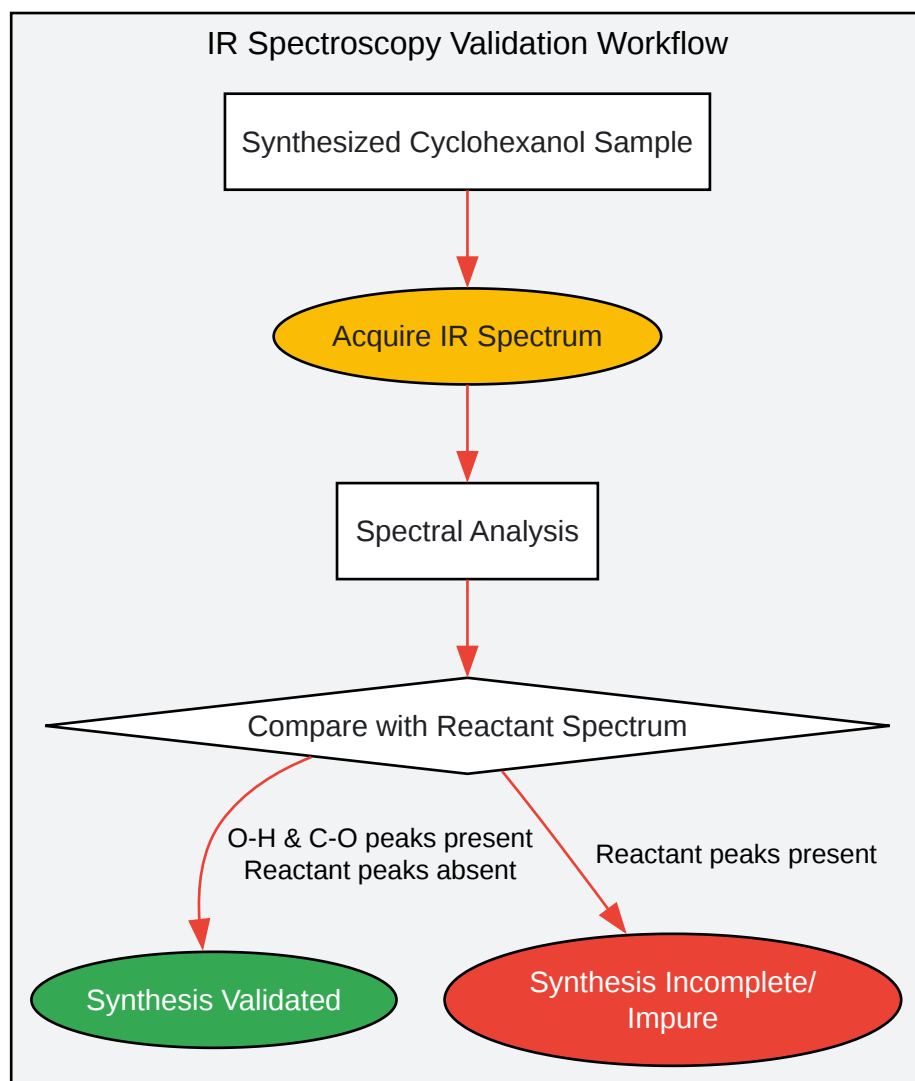 IR Spectroscopy Validation Workflow
Synthesized Cyclohexanol Sample
Acquire IR Spectrum
Spectral Analysis
Compare with Reactant Spectrum
O-H & C-O peaks present
Reactant peaks absent
Reactant peaks present
Synthesis Validated
Synthesis Incomplete/
Impure